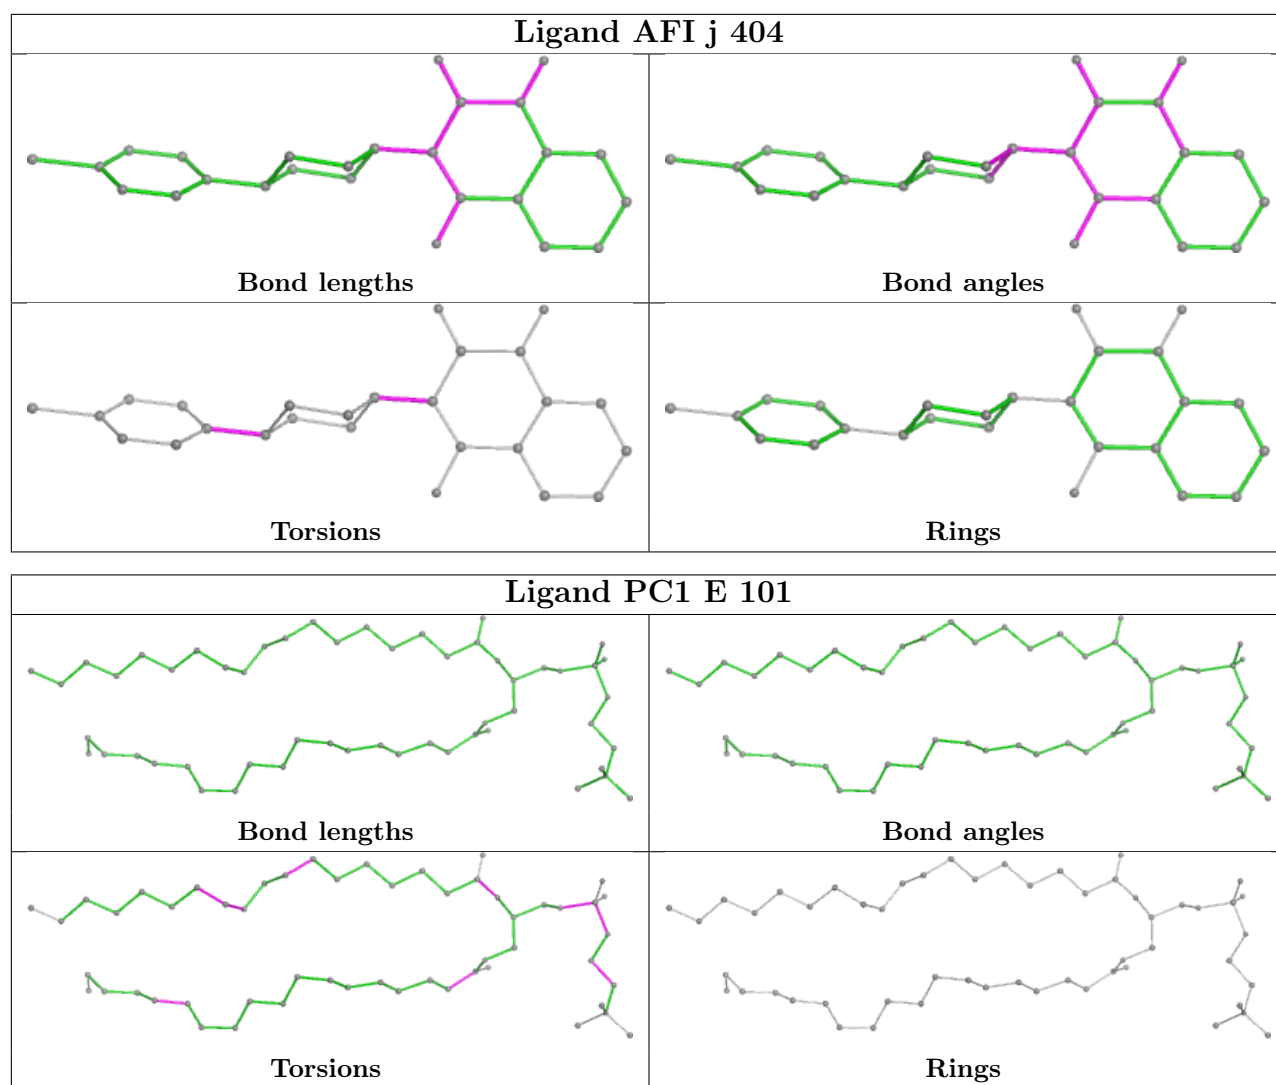 Ligand AFI j 404
Bond lengths
Bond angles
Torsions
Rings
Ligand PC1 E 101
Bond lengths
Bond angles
Torsions
Rings